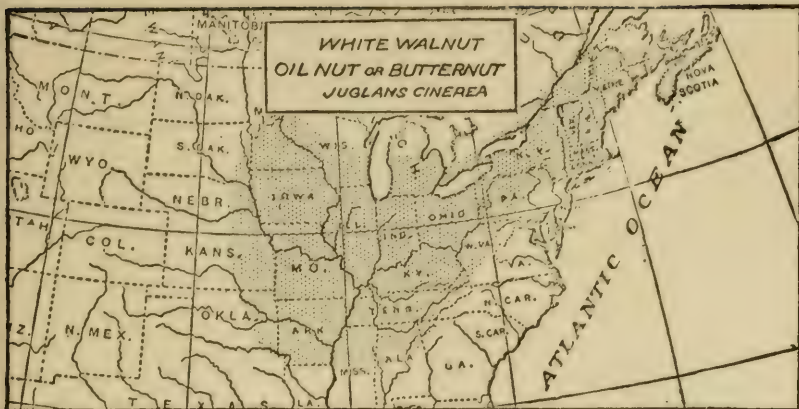 MANITOBA
WHITE WALNUT
OIL NUT OR BUTTERNUT
JUGLANS CINEREA
NOVA
SCOTIA
MAINE
MONT.
N. DAK.
WIS.
N.Y.
S. DAK.
WYO.
NEBR.
IOWA
OHIO
PA.
IND.
W.VA.
COL.
KANS.
MO.
KY.
VA.
TENN.
N. CAR.
OKLA.
ARK
S. CAR.
N. MEX.
MISS.
ALA
GA.
TEXAS
LA.
ATLANTIC OCEAN